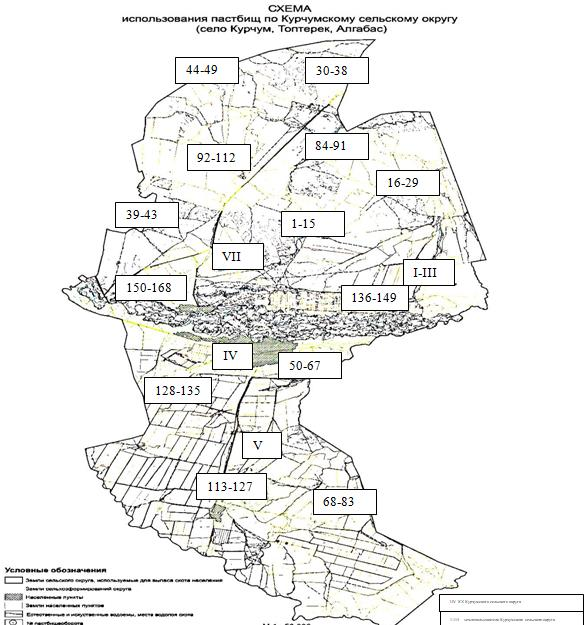 СХЕМА
использования пастбищ по Курчумскому сельскому округу
(село Курчум, Топтерек, Алгабас)
44-49
30-38
84-91
92-112
16-29
39-43
1-15
VII
I-III
150-168
136-149
IV
50-67
128-135
V
113-127
68-83
Условные обозначения
Земли сельского округа, используемые для выпаса скота населения
Земли сельхозформирований округа
Населенные пункты
Земли населенных пунктов
Естественные и искусственные водоемы, места водопоя скота
№ пастбищеоборота